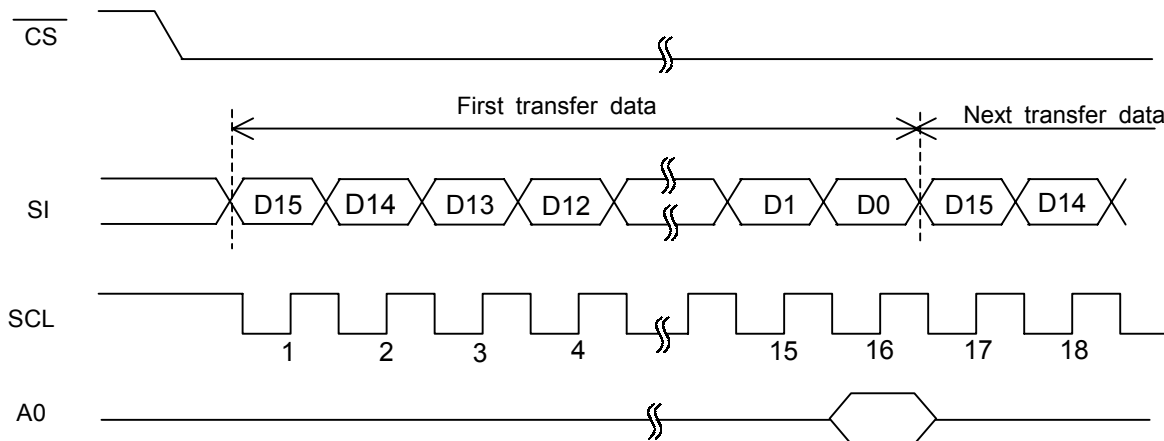 CS
First transfer data
Next transfer data
SI D15 D14 D13 D12 D1 D0 D15 D14
SCL
1 2 3 4 15 16 17 18
A0